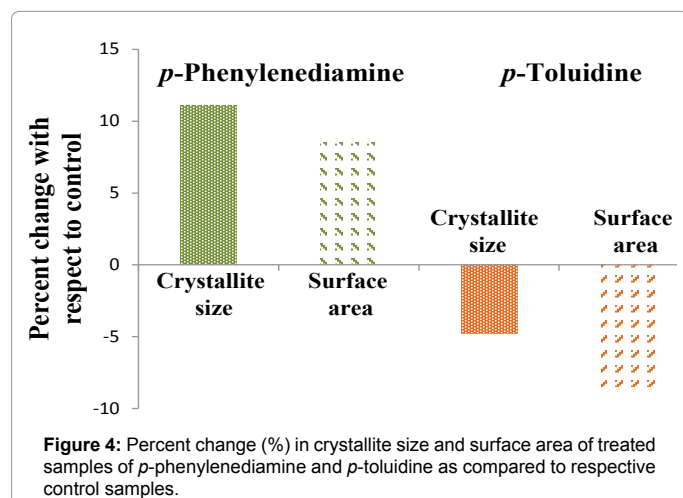 15
10
5
0
-5
-10
Percent change with
respect to control
p-Phenylenediamine
p-Toluidine
Crystallite
size
Surface
area
Crystallite
size
Surface
area
Figure 4: Percent change (%) in crystallite size and surface area of treated
samples of p-phenylenediamine and p-toluidine as compared to respective
control samples.